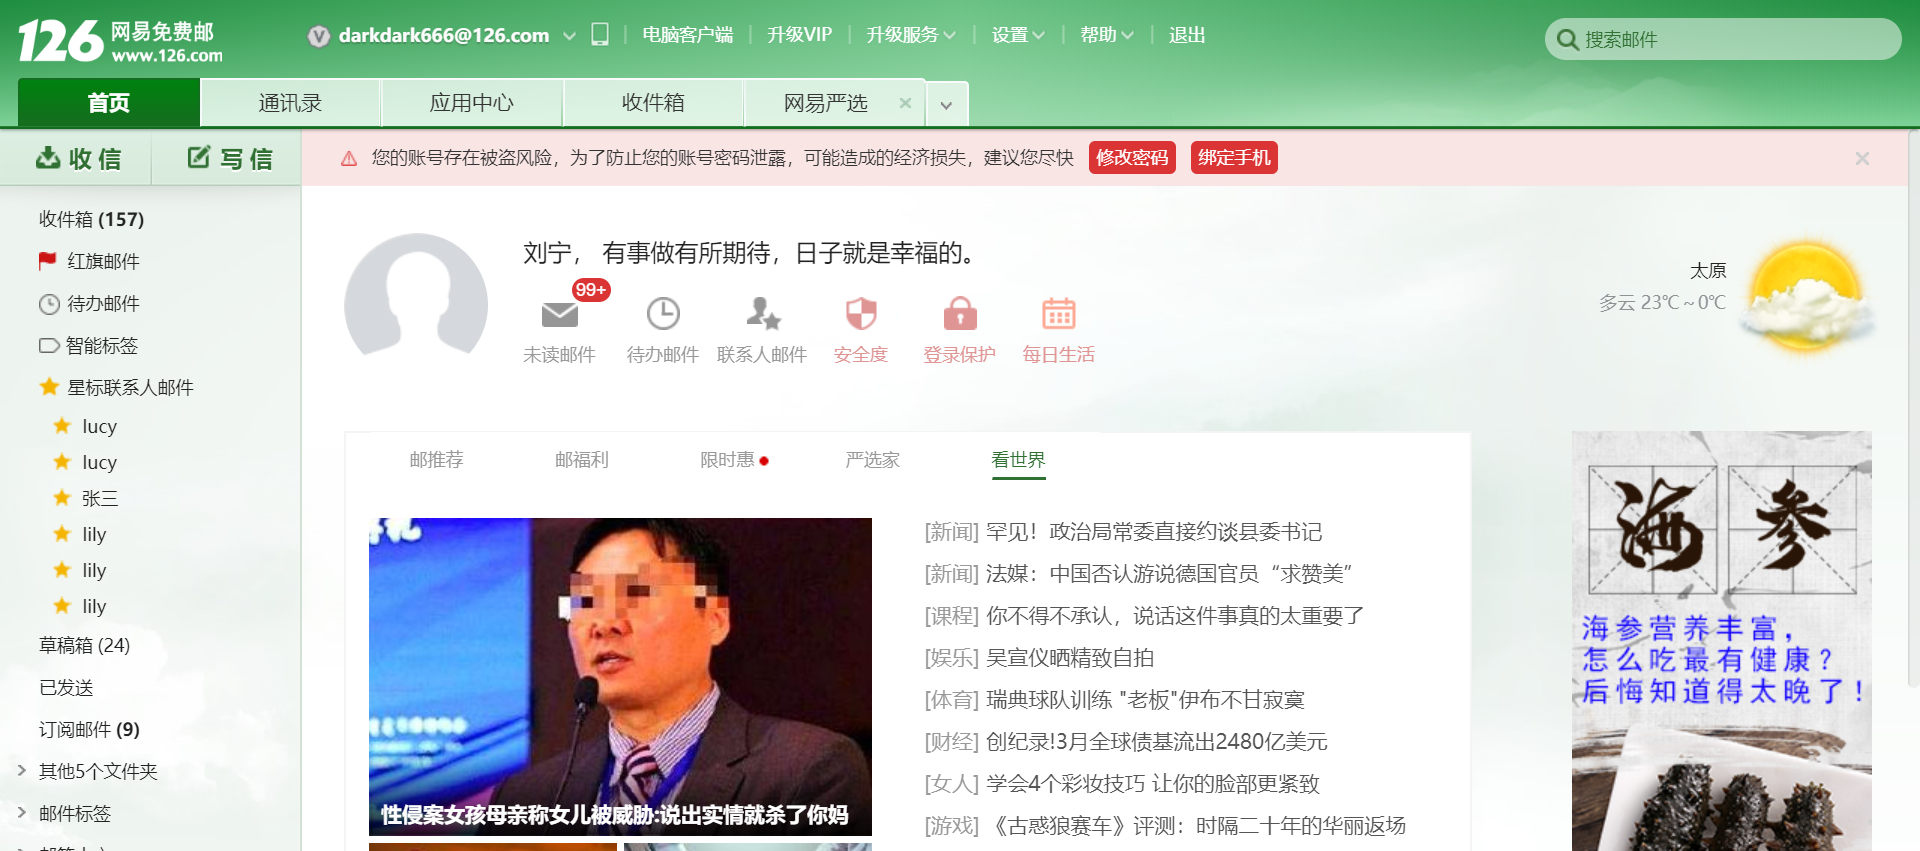 126 网易免费邮
www.126.com
darkdark666@126.com
电脑客户端 升级VIP 升级服务 设置 帮助 退出
搜索邮件
首页 通讯录 应用中心 收件箱 网易严选
收信 写信
您的账号存在被盗风险，为了防止您的账号密码泄露，可能造成的经济损失，建议您尽快 修改密码 绑定手机
收件箱 (157)
红旗邮件
待办邮件
智能标签
星标联系人邮件
lucy
lucy
张三
lily
lily
lily
草稿箱 (24)
已发送
订阅邮件 (9)
其他5个文件夹
邮件标签
刘宁， 有事做有所期待，日子就是幸福的。
99+
未读邮件 待办邮件 联系人邮件 安全度 登录保护 每日生活
太原
多云 23℃ ~ 0℃
邮推荐 邮福利 限时惠 严选家 看世界
性侵案女孩母亲称女儿被威胁:说出实情就杀了你妈
[新闻] 罕见！政治局常委直接约谈县委书记
[新闻] 法媒：中国否认游说德国官员“求赞美”
[课程] 你不得不承认，说话这件事真的太重要了
[娱乐] 吴宣仪晒精致自拍
[体育] 瑞典球队训练 "老板"伊布不甘寂寞
[财经] 创纪录!3月全球债基流出2480亿美元
[女人] 学会4个彩妆技巧 让你的脸部更紧致
[游戏] 《古惑狼赛车》评测：时隔二十年的华丽返场
海参
海参营养丰富，
怎么吃最有健康？
后悔知道得太晚了！